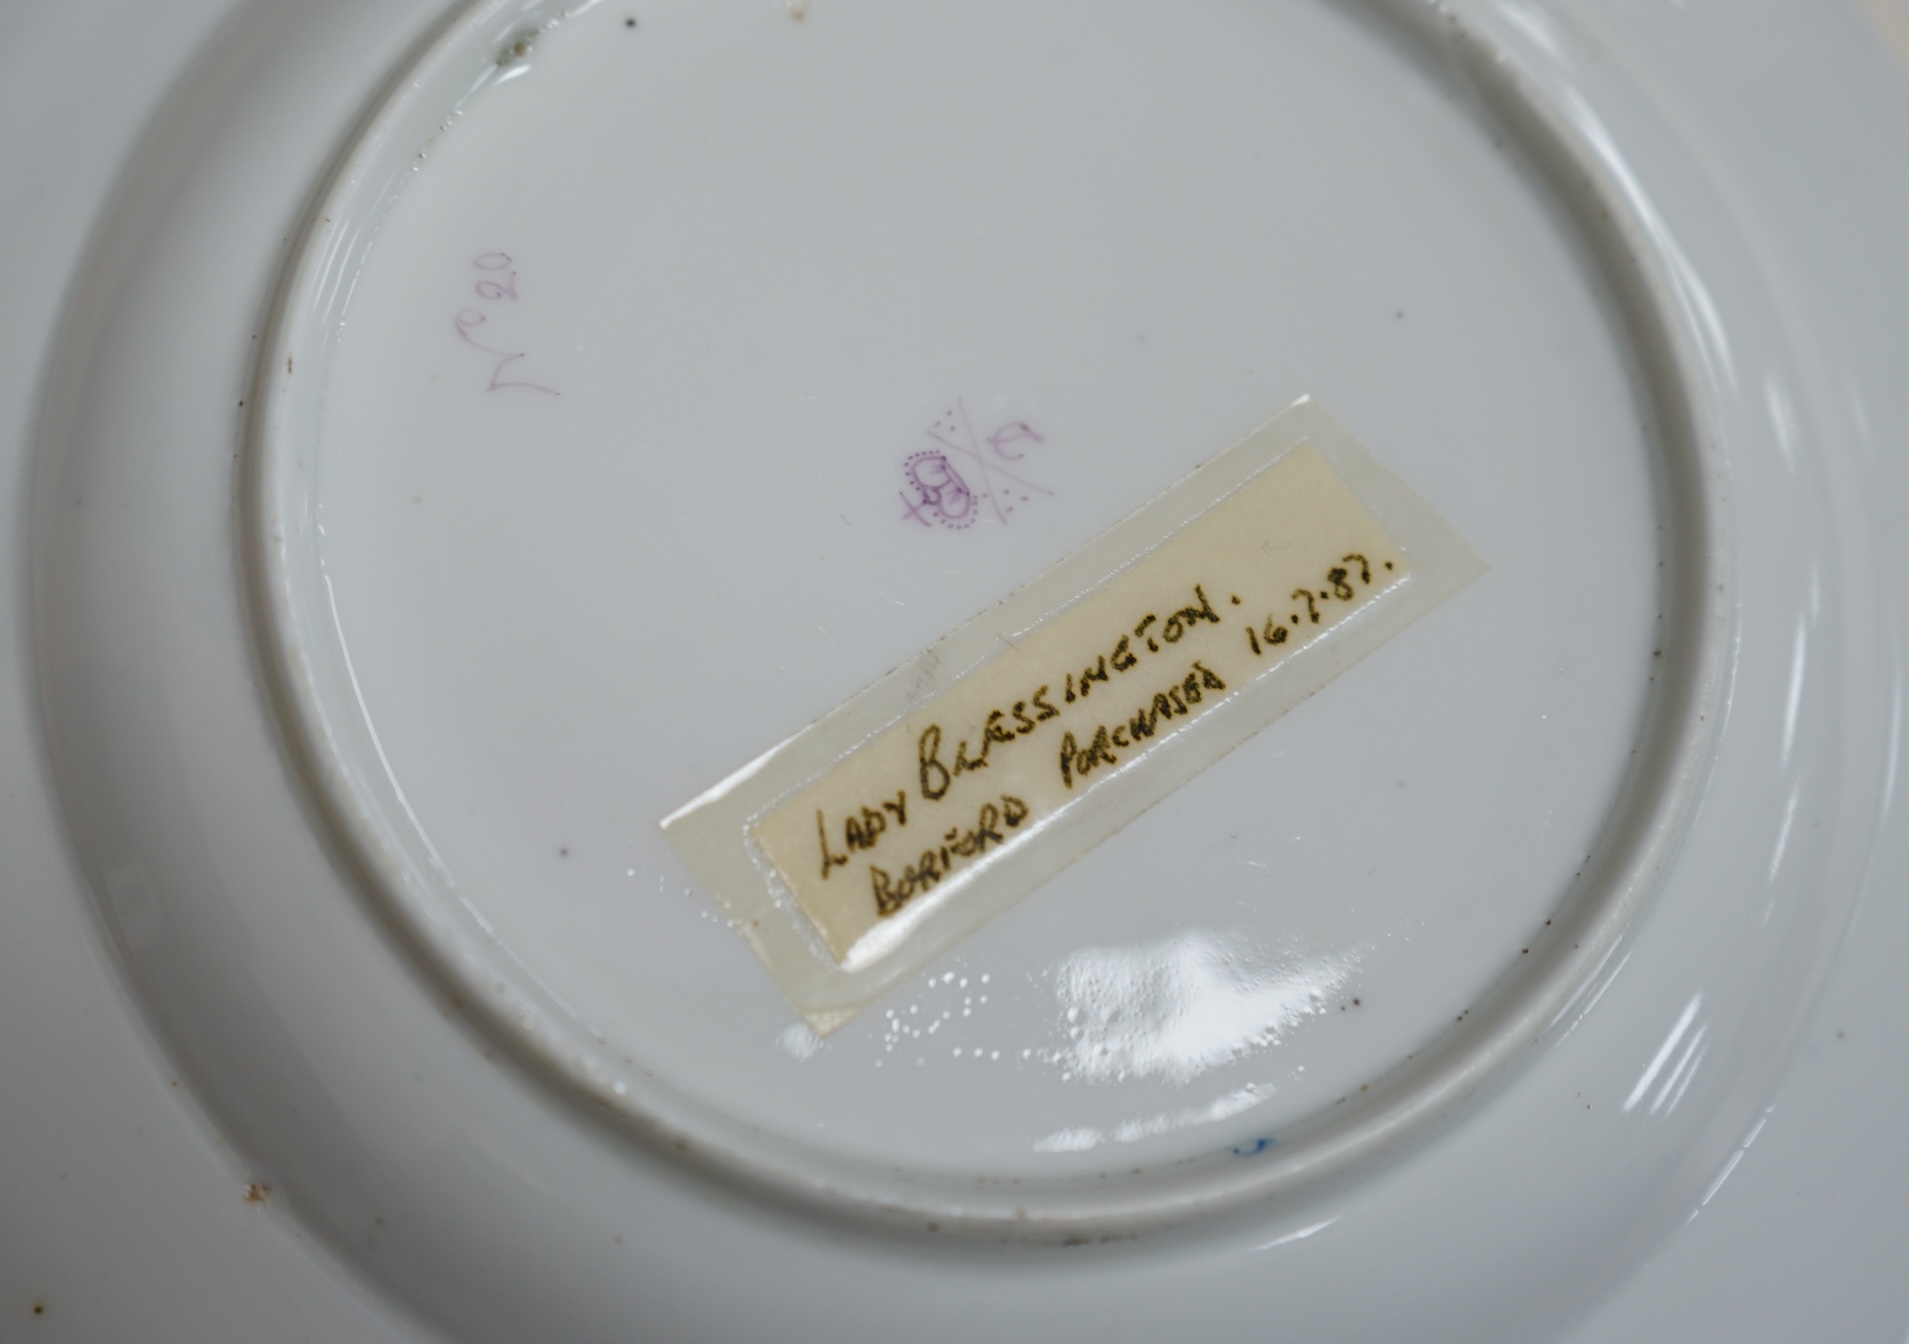 No 20
D
LADY BLESSINGTON.
BURFORD PURCHASED 16.7.87.